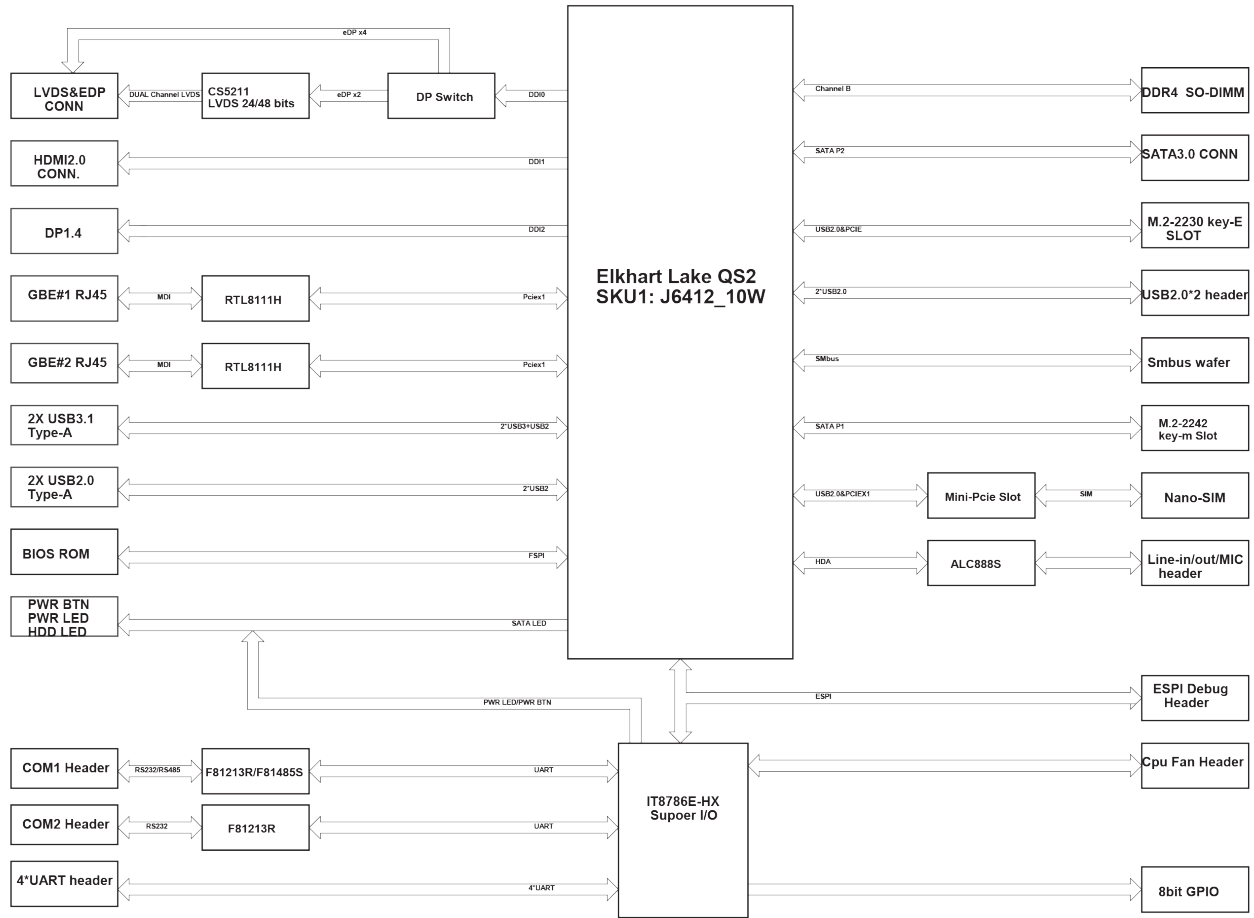 eDP x4
LVDS&EDP
CONN
DUAL Channel LVDS
CS5211
LVDS 24/48 bits
eDP x2
DP Switch
DDI0
HDMI2.0
CONN.
DDI1
DP1.4
DDI2
GBE#1 RJ45
MDI
RTL8111H
Pciex1
GBE#2 RJ45
MDI
RTL8111H
Pciex1
2X USB3.1
Type-A
2*USB3+USB2
2X USB2.0
Type-A
2*USB2
BIOS ROM
FSPI
PWR BTN
PWR LED
HDD LED
SATA LED
PWR LED/PWR BTN
Elkhart Lake QS2
SKU1: J6412_10W
Channel B
DDR4 SO-DIMM
SATA P2
SATA3.0 CONN
USB2.0&PCIE
M.2-2230 key-E
SLOT
2*USB2.0
USB2.0*2 header
SMbus
Smbus wafer
SATA P1
M.2-2242
key-m Slot
USB2.0&PCIEX1
Mini-Pcie Slot
SIM
Nano-SIM
HDA
ALC888S
Line-in/out/MIC
header
ESPI
ESPI Debug
Header
COM1 Header
RS232/RS485
F81213R/F81485S
UART
COM2 Header
RS232
F81213R
UART
4*UART header
4*UART
IT8786E-HX
Supoer I/O
Cpu Fan Header
8bit GPIO